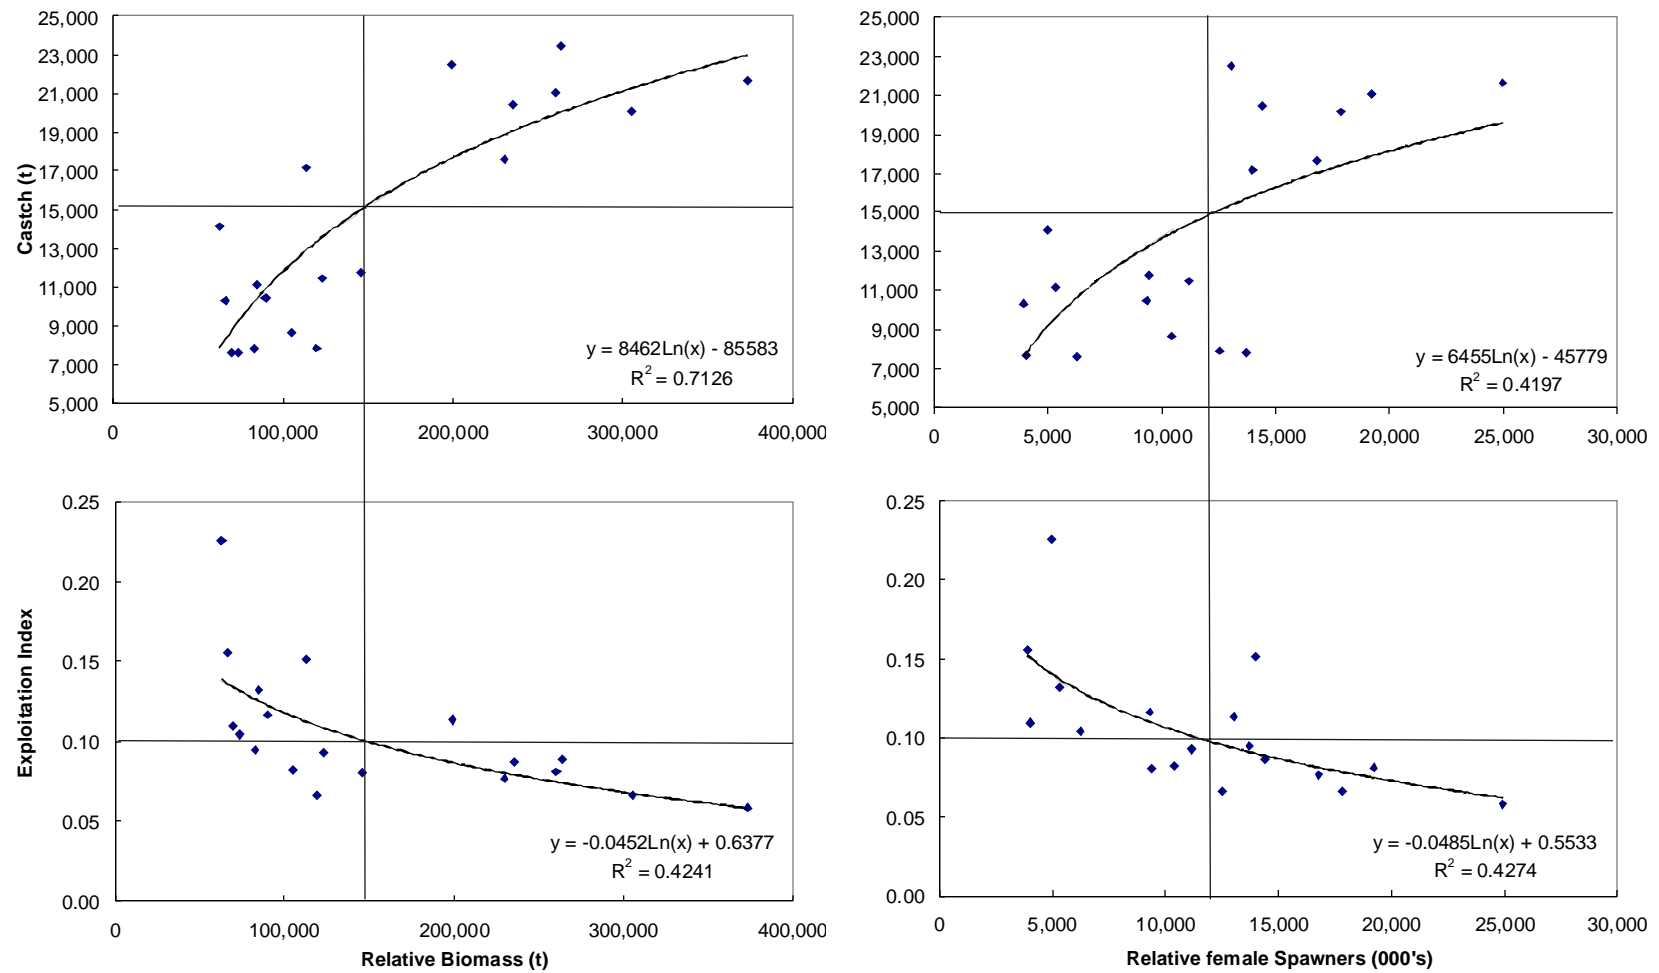 25,000
23,000
21,000
19,000
17,000
15,000
13,000
11,000
9,000
7,000
5,000
Castch (t)
y = 8462Ln(x) - 85583
R² = 0.7126
0 100,000 200,000 300,000 400,000
25,000
23,000
21,000
19,000
17,000
15,000
13,000
11,000
9,000
7,000
5,000
y = 6455Ln(x) - 45779
R² = 0.4197
0 5,000 10,000 15,000 20,000 25,000 30,000
0.25
0.20
0.15
0.10
0.05
0.00
Exploitation Index
y = -0.0452Ln(x) + 0.6377
R² = 0.4241
0 100,000 200,000 300,000 400,000
Relative Biomass (t)
0.25
0.20
0.15
0.10
0.05
0.00
y = -0.0485Ln(x) + 0.5533
R² = 0.4274
0 5,000 10,000 15,000 20,000 25,000 30,000
Relative female Spawners (000's)